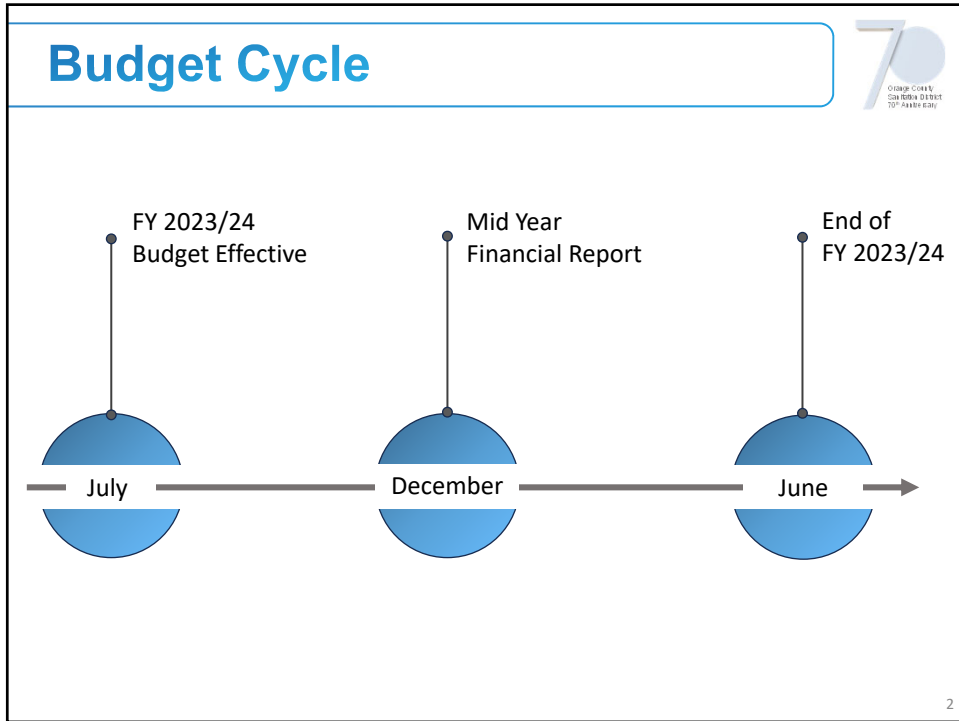 Budget Cycle
Orange County
Sanitation District
70th Anniversary
FY 2023/24
Budget Effective
Mid Year
Financial Report
End of
FY 2023/24
July
December
June
2